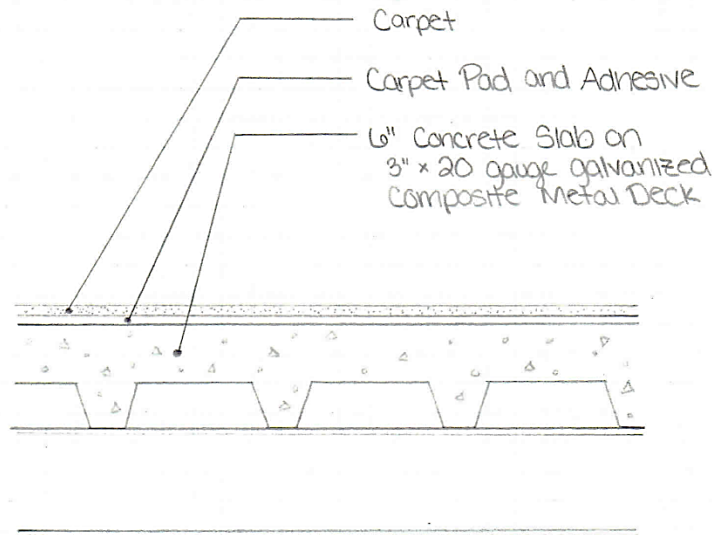 Carpet
Carpet Pad and Adhesive
6" Concrete Slab on
3" × 20 gauge galvanized
Composite Metal Deck